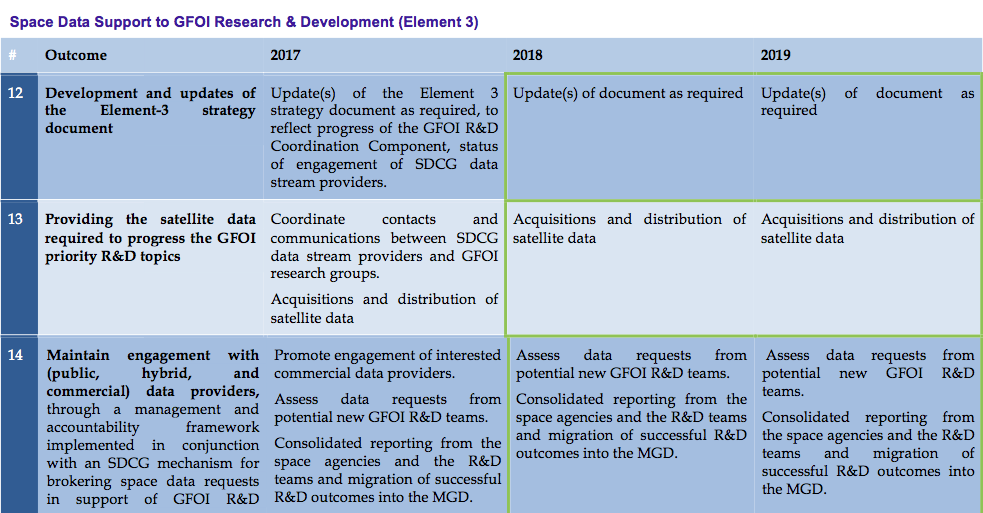 Space Data Support to GFOI Research & Development (Element 3)
# Outcome 2017 2018 2019
12
Development and updates of
the Element-3 strategy
document
Update(s) of the Element 3
strategy document as required, to
reflect progress of the GFOI R&D
Coordination Component, status
of engagement of SDCG data
stream providers.
Update(s) of document as required
Update(s) of document as
required
13
Providing the satellite data
required to progress the GFOI
priority R&D topics
Coordinate contacts and
communications between SDCG
data stream providers and GFOI
research groups.
Acquisitions and distribution of
satellite data
Acquisitions and distribution of
satellite data
Acquisitions and distribution of
satellite data
14
Maintain engagement with
(public, hybrid, and
commercial) data providers,
through a management and
accountability framework
implemented in conjunction
with an SDCG mechanism for
brokering space data requests
in support of GFOI R&D
Promote engagement of interested
commercial data providers.
Assess data requests from
potential new GFOI R&D teams.
Consolidated reporting from the
space agencies and the R&D
teams and migration of successful
R&D outcomes into the MGD.
Assess data requests from
potential new GFOI R&D teams.
Consolidated reporting from the
space agencies and the R&D teams
and migration of successful R&D
outcomes into the MGD.
Assess data requests from
potential new GFOI R&D
teams.
Consolidated reporting from
the space agencies and the R&D
teams and migration of
successful R&D outcomes into
the MGD.